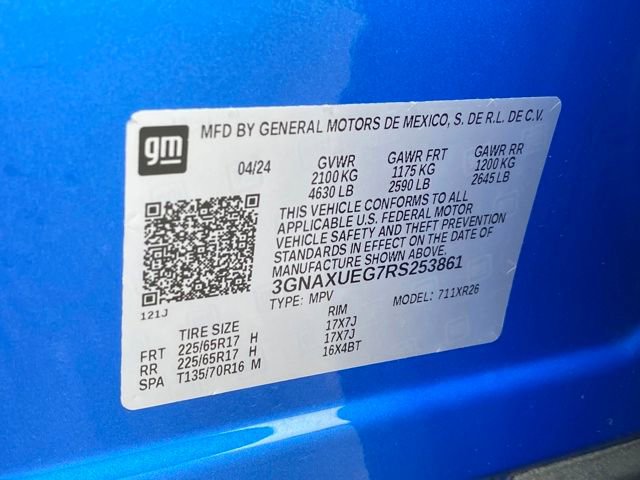 gm
MFD BY GENERAL MOTORS DE MEXICO, S. DE R.L. DE C.V.
04/24 GVWR GAWR FRT GAWR RR
2100 KG 1175 KG 1200 KG
4630 LB 2590 LB 2645 LB
THIS VEHICLE CONFORMS TO ALL
APPLICABLE U.S. FEDERAL MOTOR
VEHICLE SAFETY AND THEFT PREVENTION
STANDARDS IN EFFECT ON THE DATE OF
MANUFACTURE SHOWN ABOVE.
3GNAXUEG7RS253861
TYPE: MPV MODEL: 711XR26
121J
TIRE SIZE RIM
FRT 225/65R17 H 17X7J
RR 225/65R17 H 17X7J
SPA T135/70R16 M 16X4BT